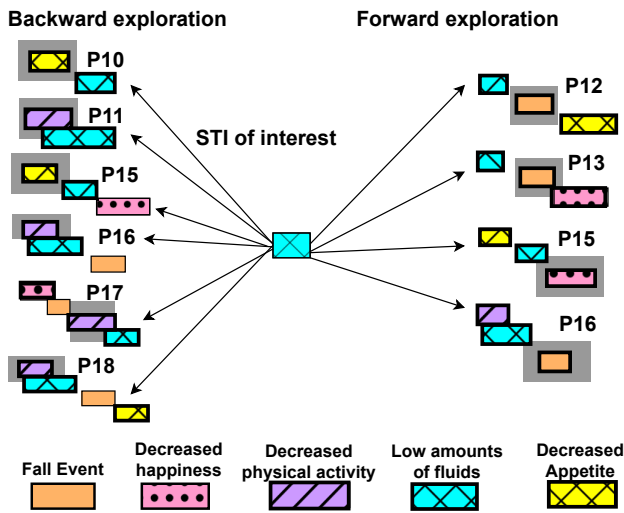 Backward exploration
Forward exploration
P10
P11
P15
P16
P17
P18
STI of interest
P12
P13
P15
P16
Fall Event
Decreased
happiness
Decreased
physical activity
Low amounts
of fluids
Decreased
Appetite